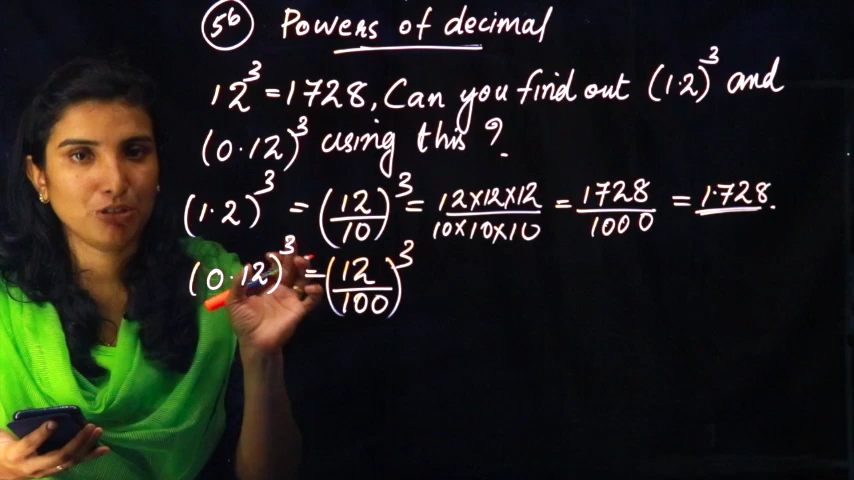 56 Powers of decimal
12³ = 1728, Can you find out (1.2)³ and
(0.12)³ using this ?
(1.2)³ = (12/10)³ = 12×12×12/10×10×10 = 1728/1000 = 1.728.
(0.12)³ = (12/100)³